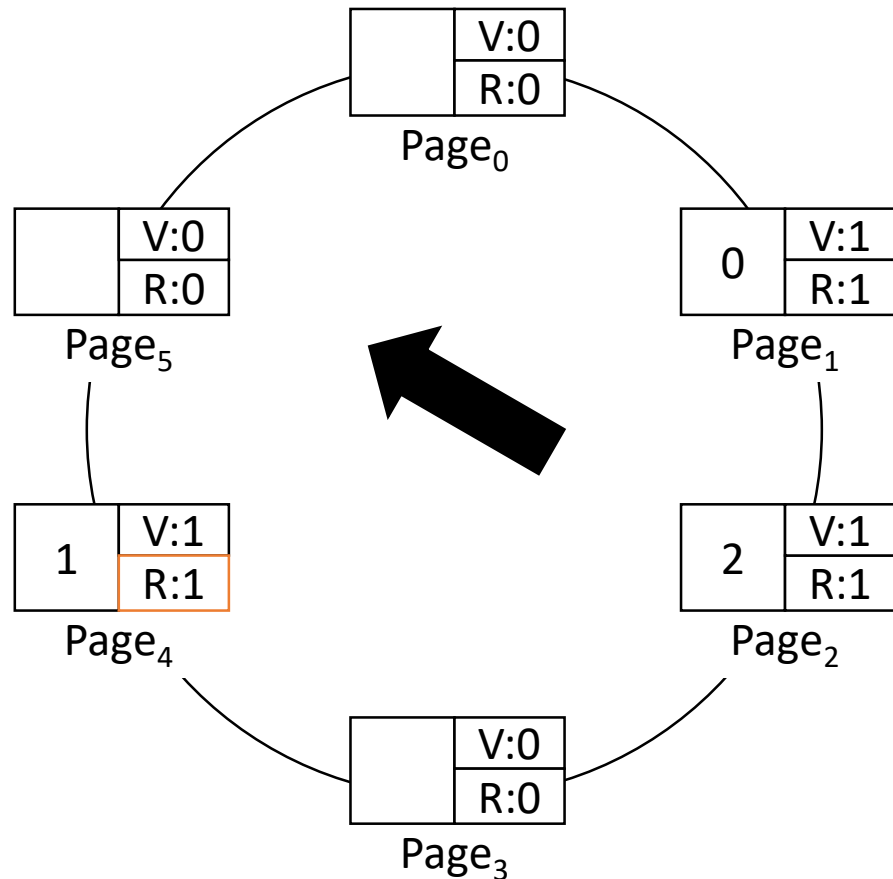 V:0
R:0
Page₀
V:0
R:0
Page₅
0
V:1
R:1
Page₁
1
V:1
R:1
Page₄
2
V:1
R:1
Page₂
V:0
R:0
Page₃